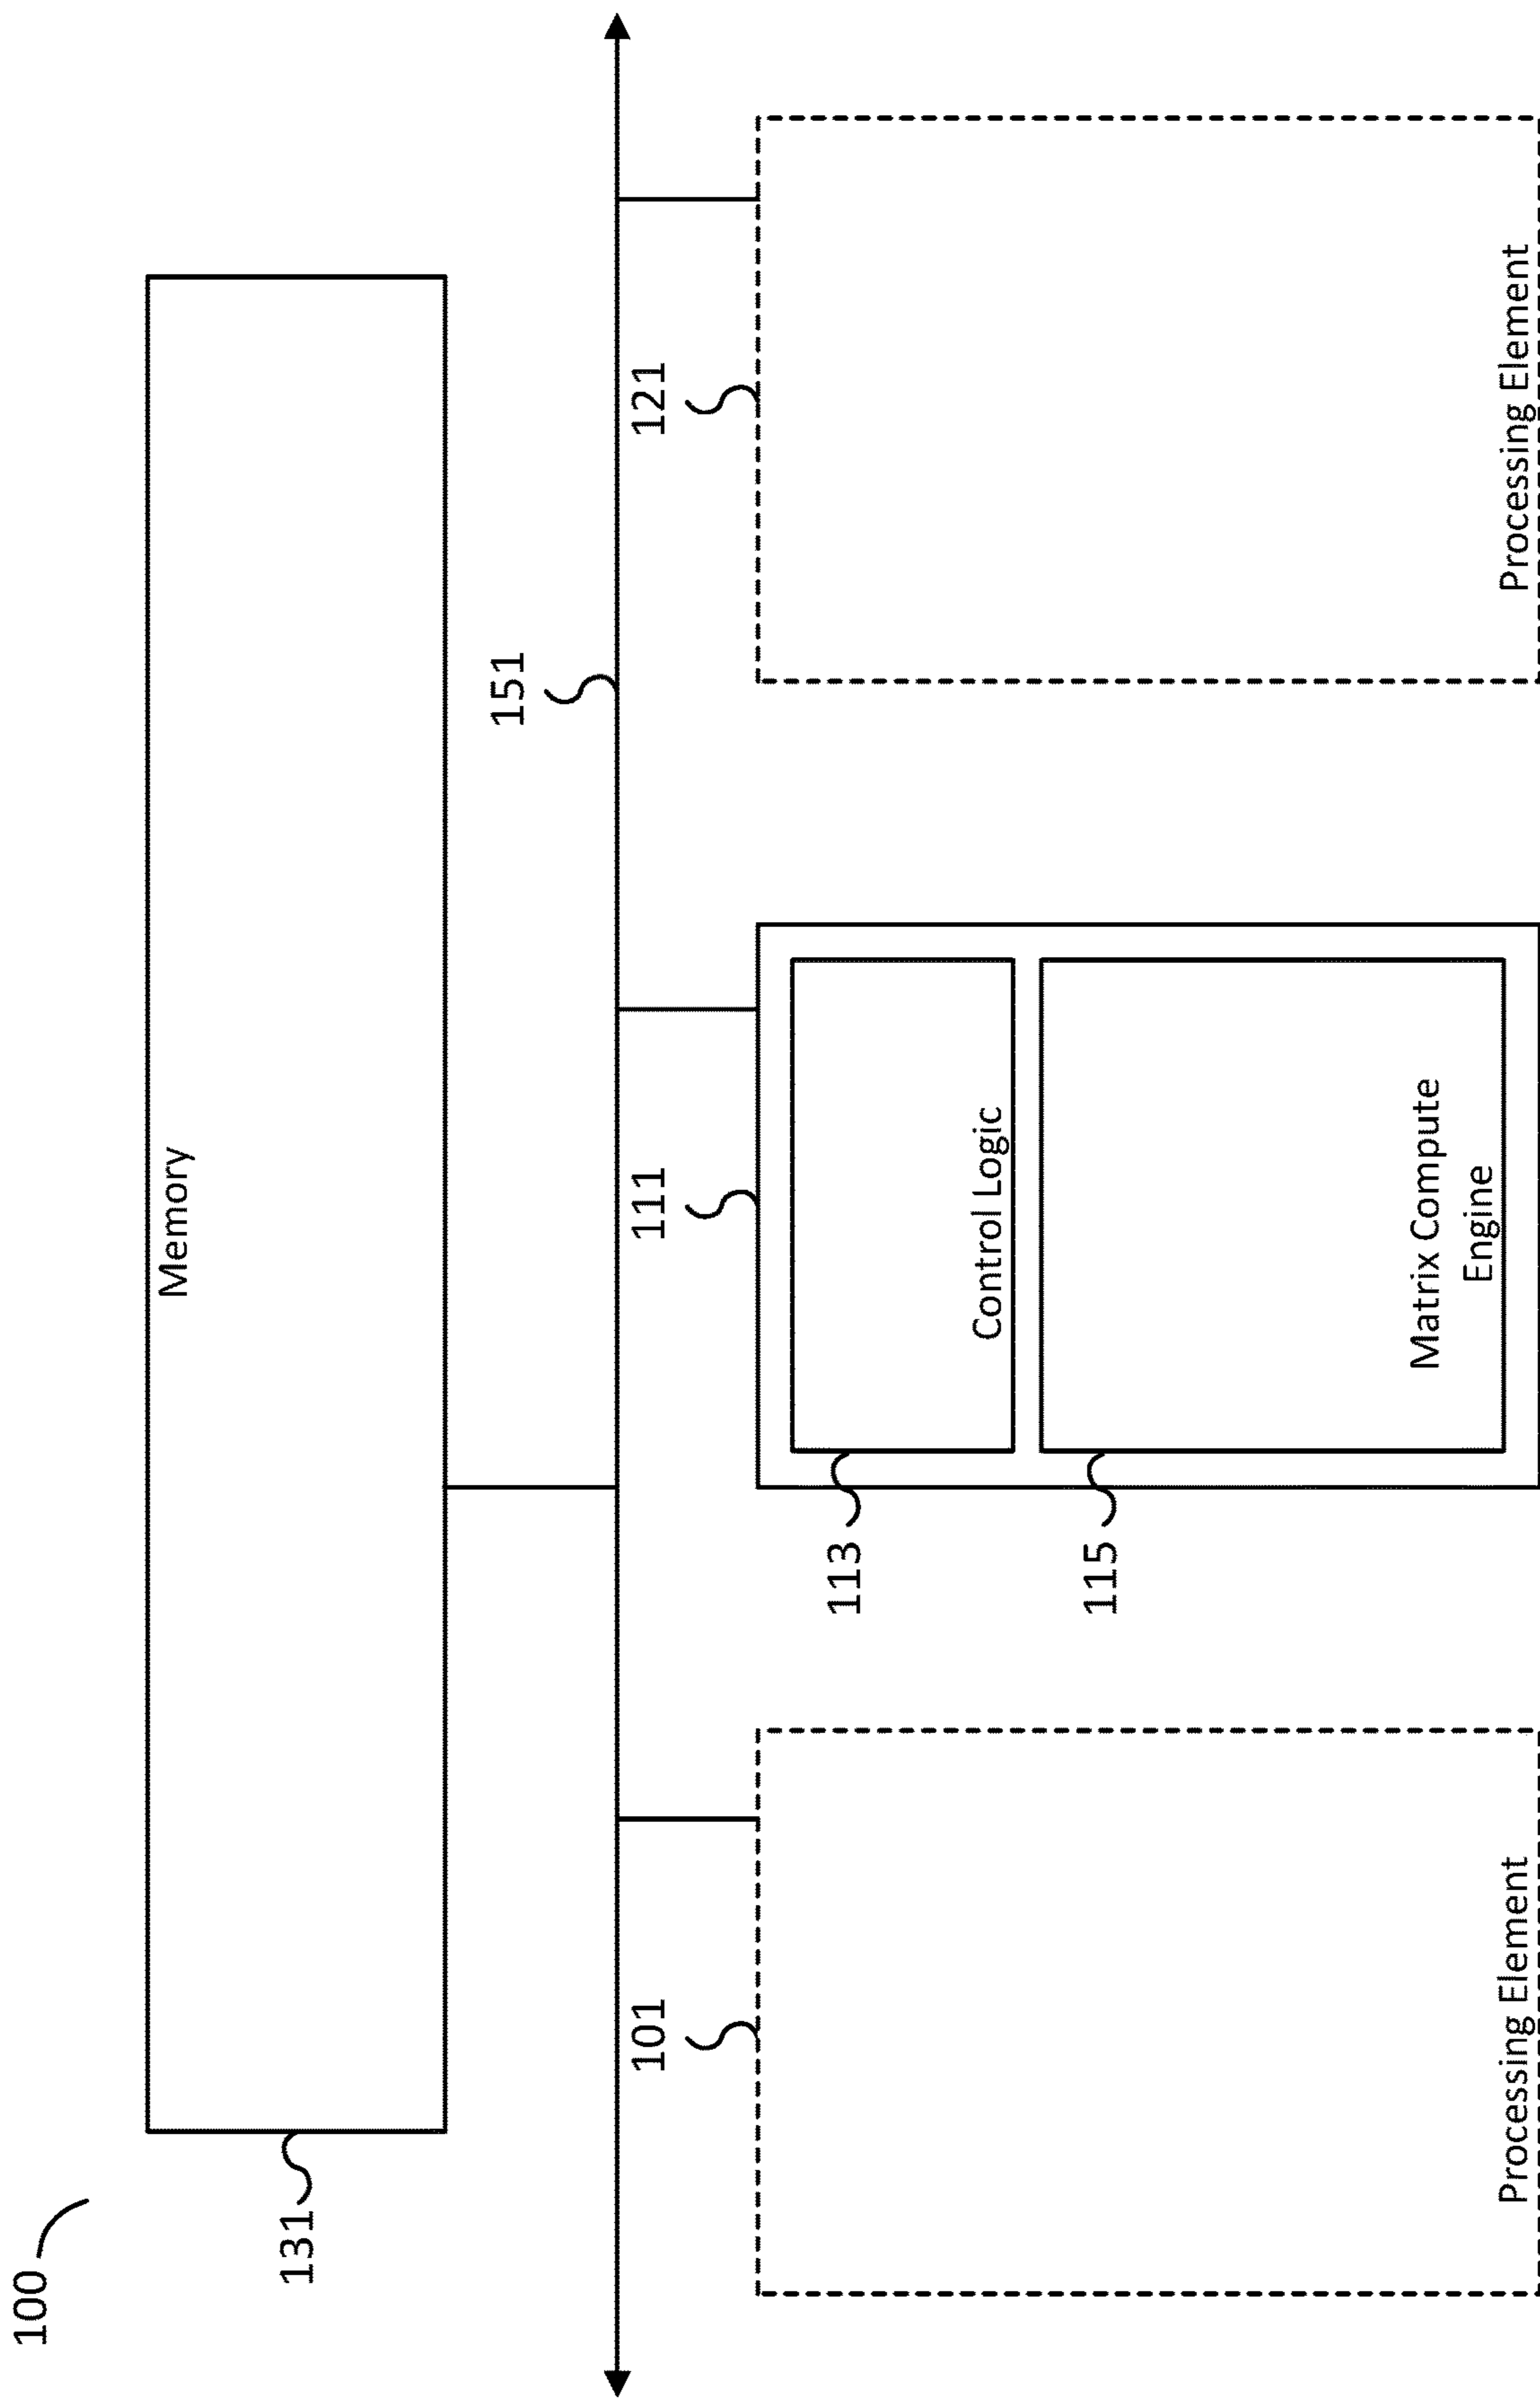 100
131
Memory
151
101
111
121
113
Control Logic
115
Matrix Compute
Engine
Processing Element
Processing Element